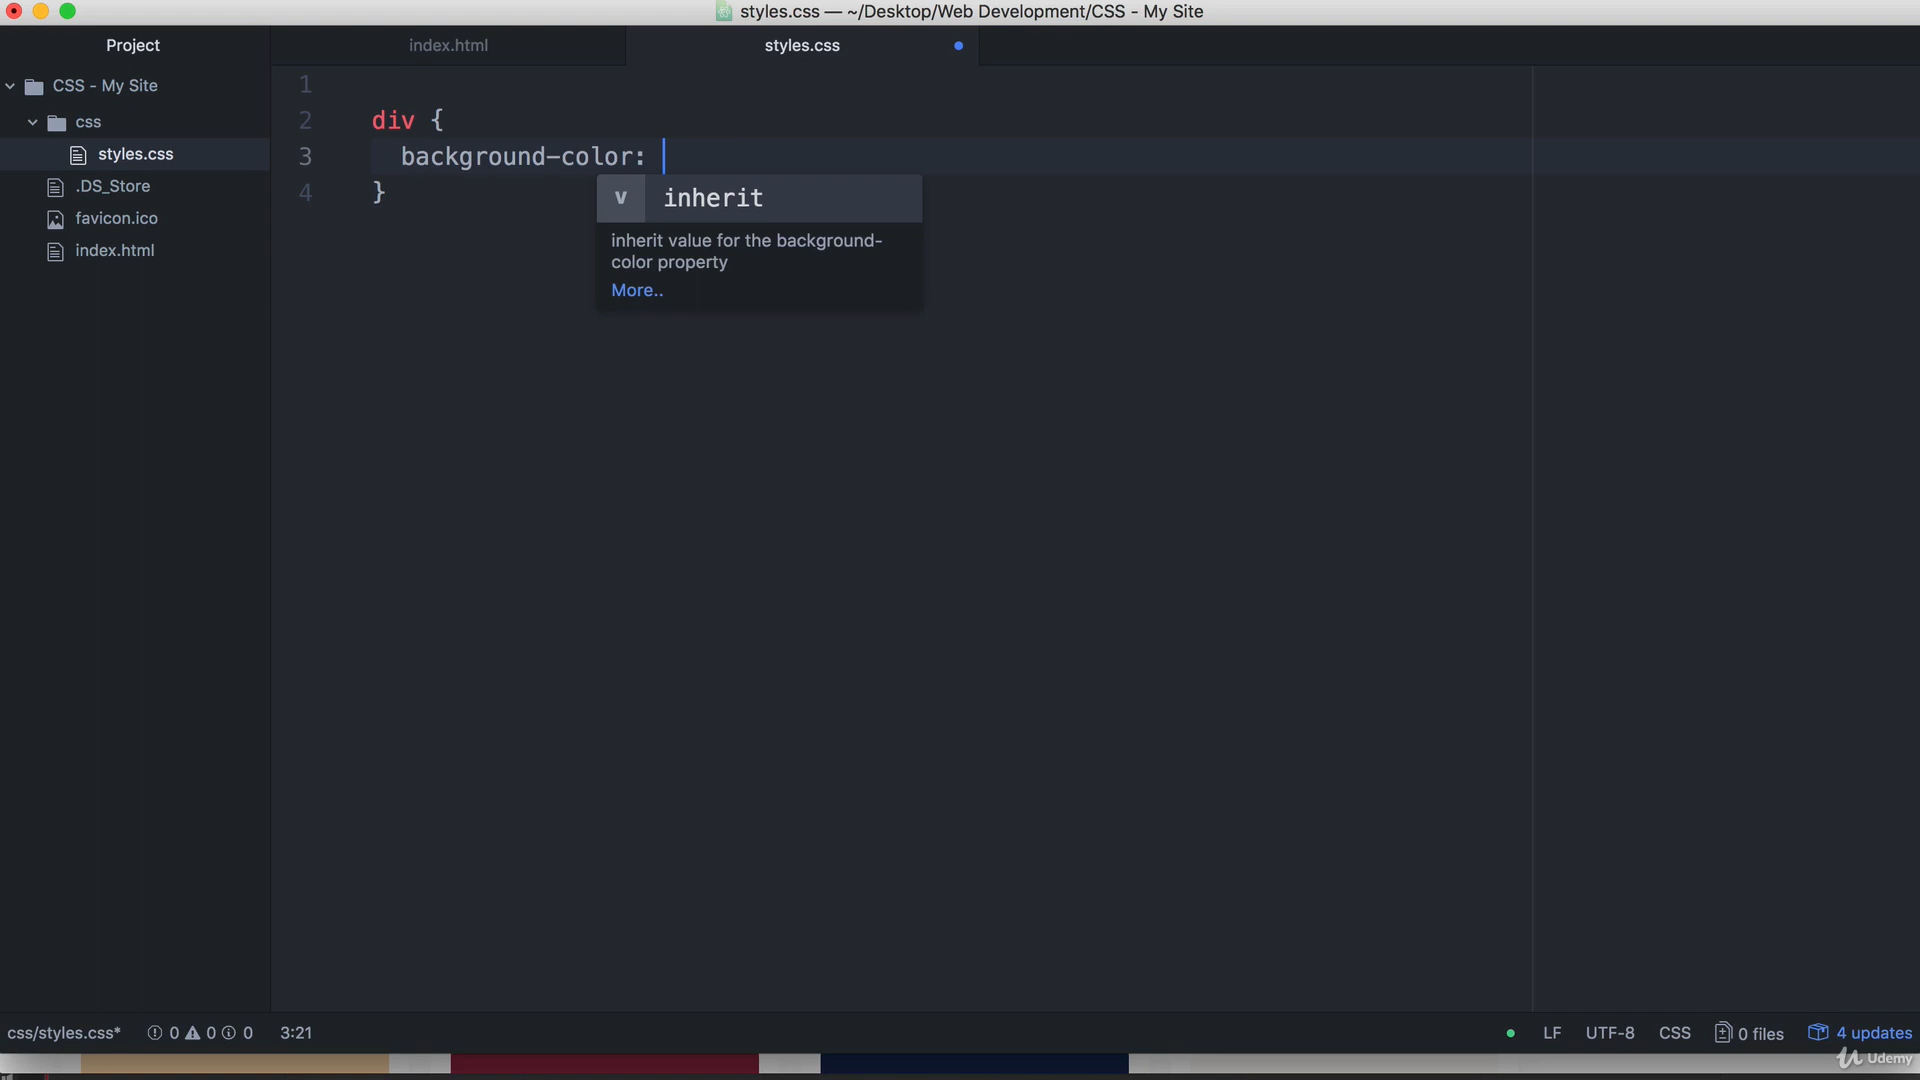 styles.css — ~/Desktop/Web Development/CSS - My Site
Project
index.html
styles.css
CSS - My Site
css
styles.css
.DS_Store
favicon.ico
index.html
1
2 div {
3 background-color:
4 }
v inherit
inherit value for the background-
color property
More..
css/styles.css* 0 0 0 3:21
LF UTF-8 CSS 0 files 4 updates
Udemy